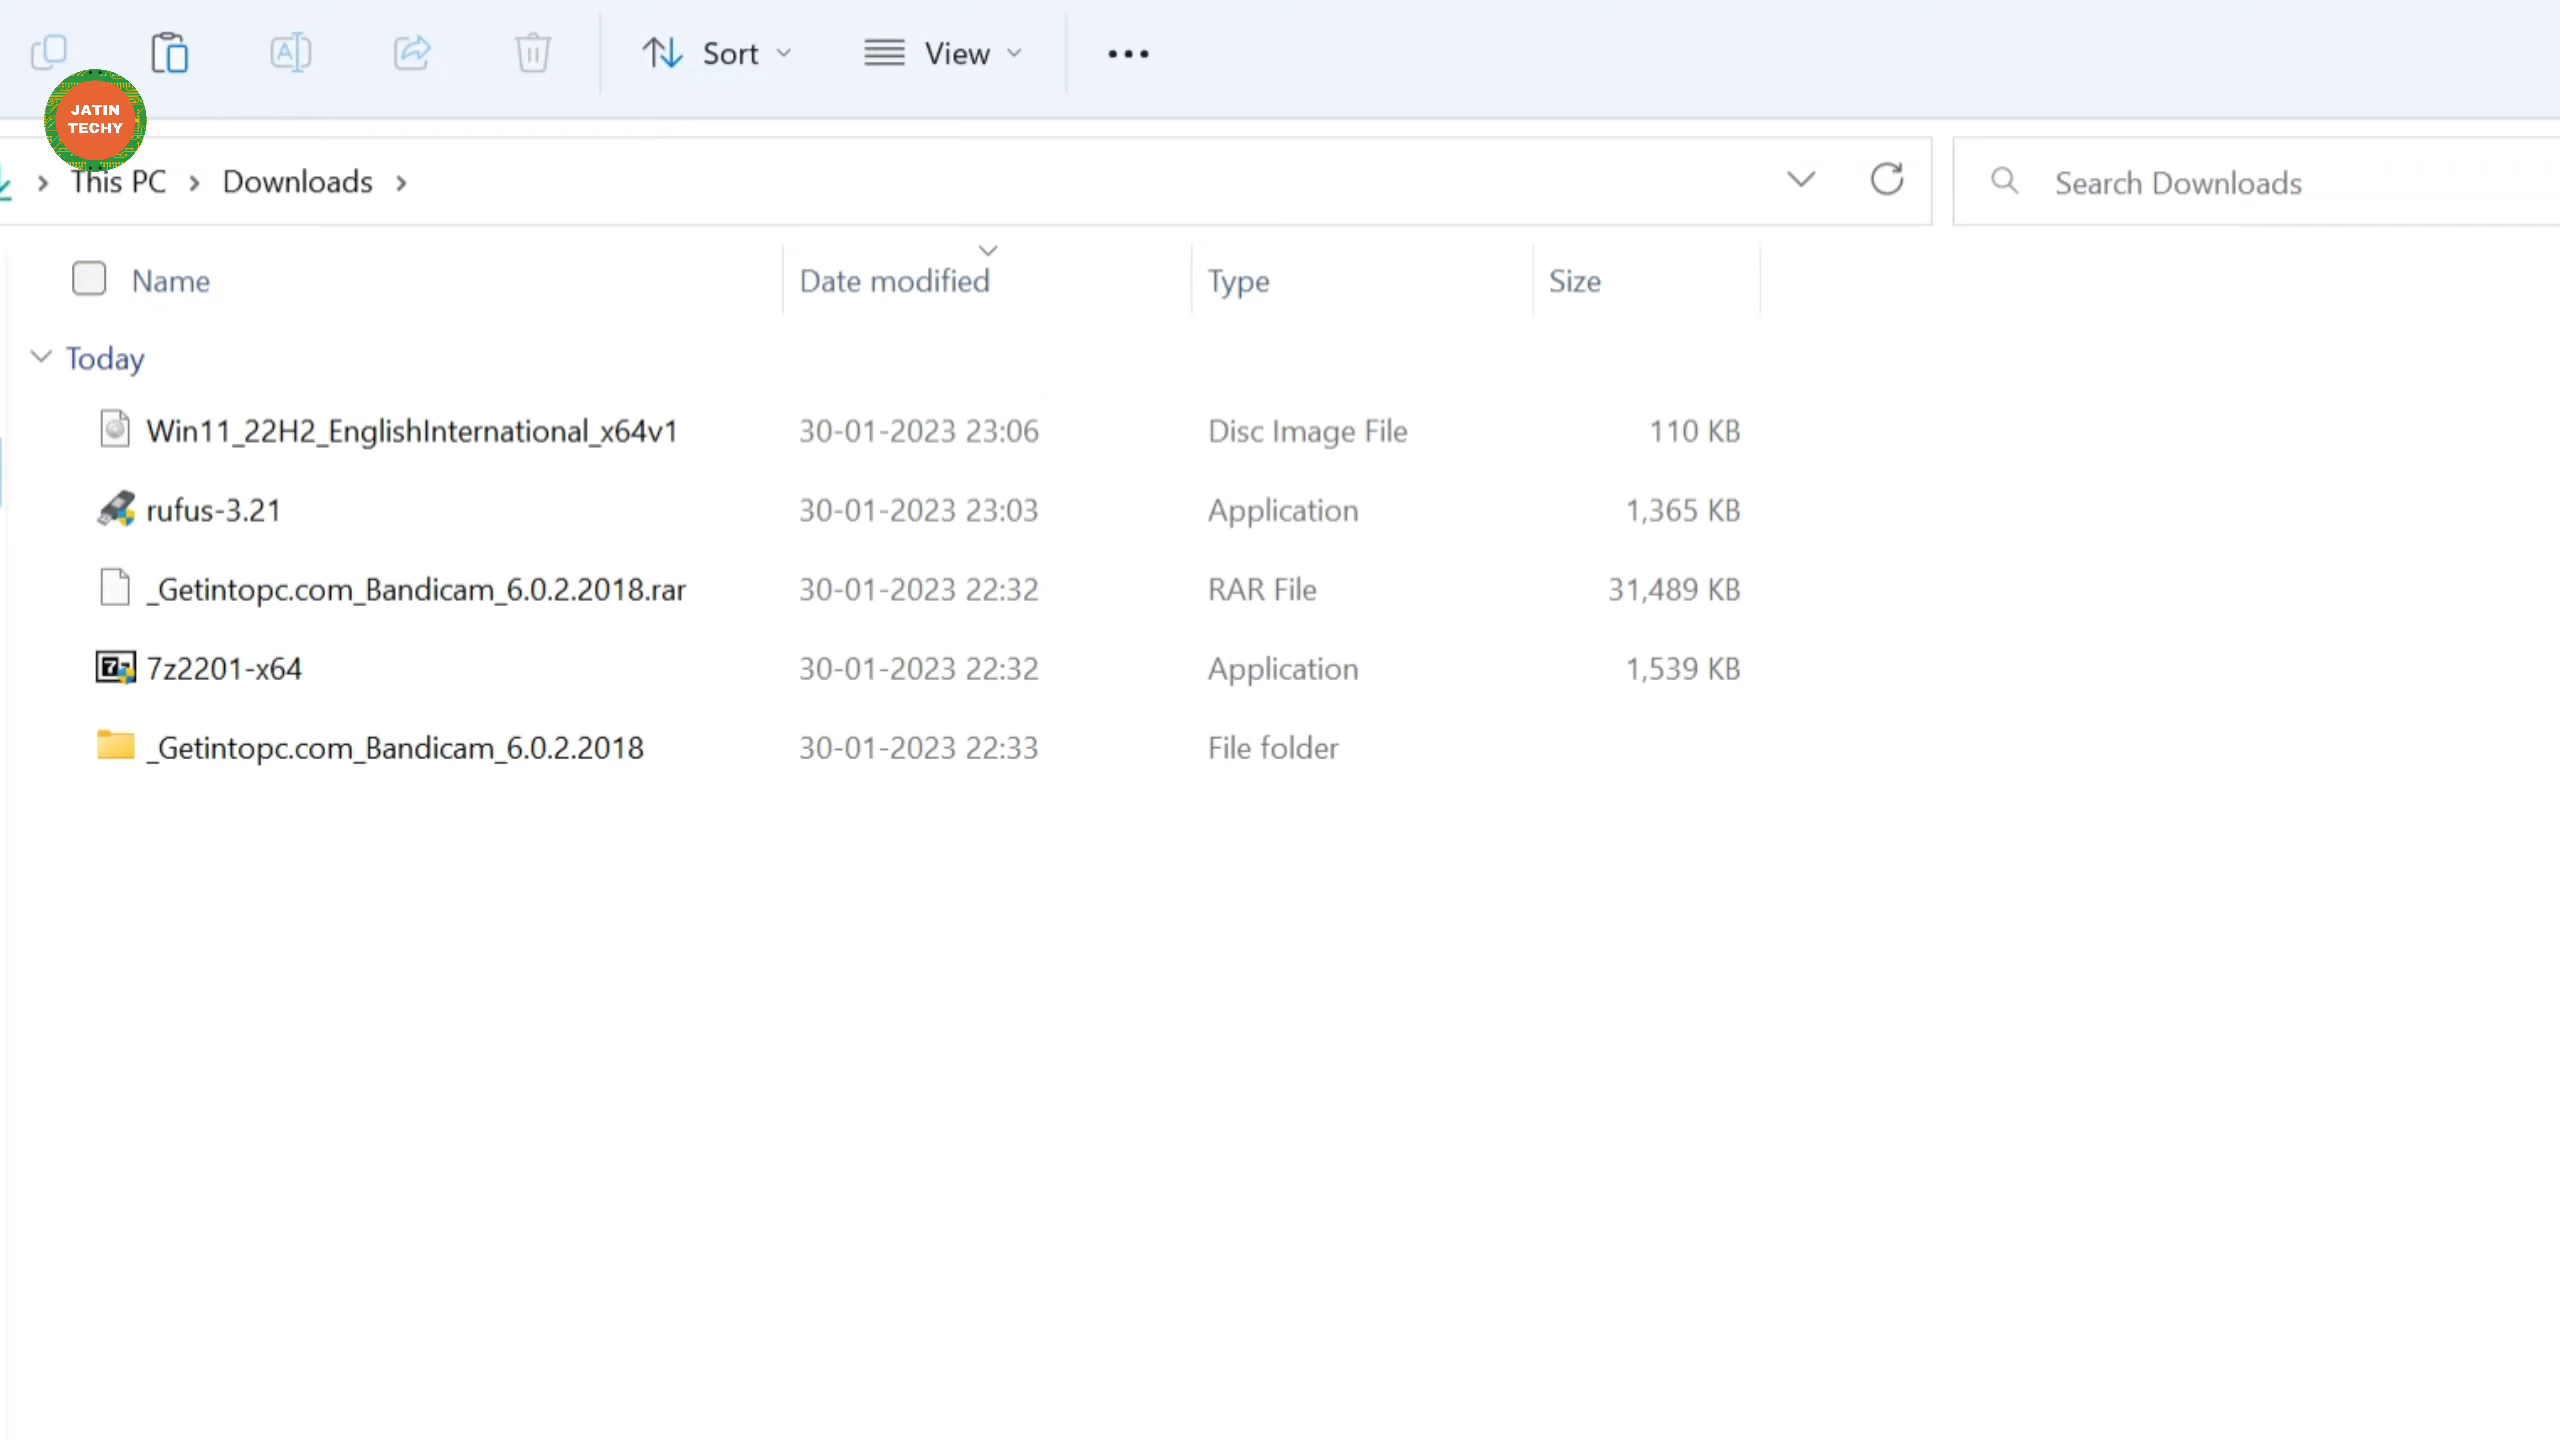 Sort
View
JATIN
TECHY
This PC
Downloads
Search Downloads
Name Date modified Type Size
Today
Win11_22H2_EnglishInternational_x64v1 30-01-2023 23:06 Disc Image File 110 KB
rufus-3.21 30-01-2023 23:03 Application 1,365 KB
_Getintopc.com_Bandicam_6.0.2.2018.rar 30-01-2023 22:32 RAR File 31,489 KB
7z2201-x64 30-01-2023 22:32 Application 1,539 KB
_Getintopc.com_Bandicam_6.0.2.2018 30-01-2023 22:33 File folder